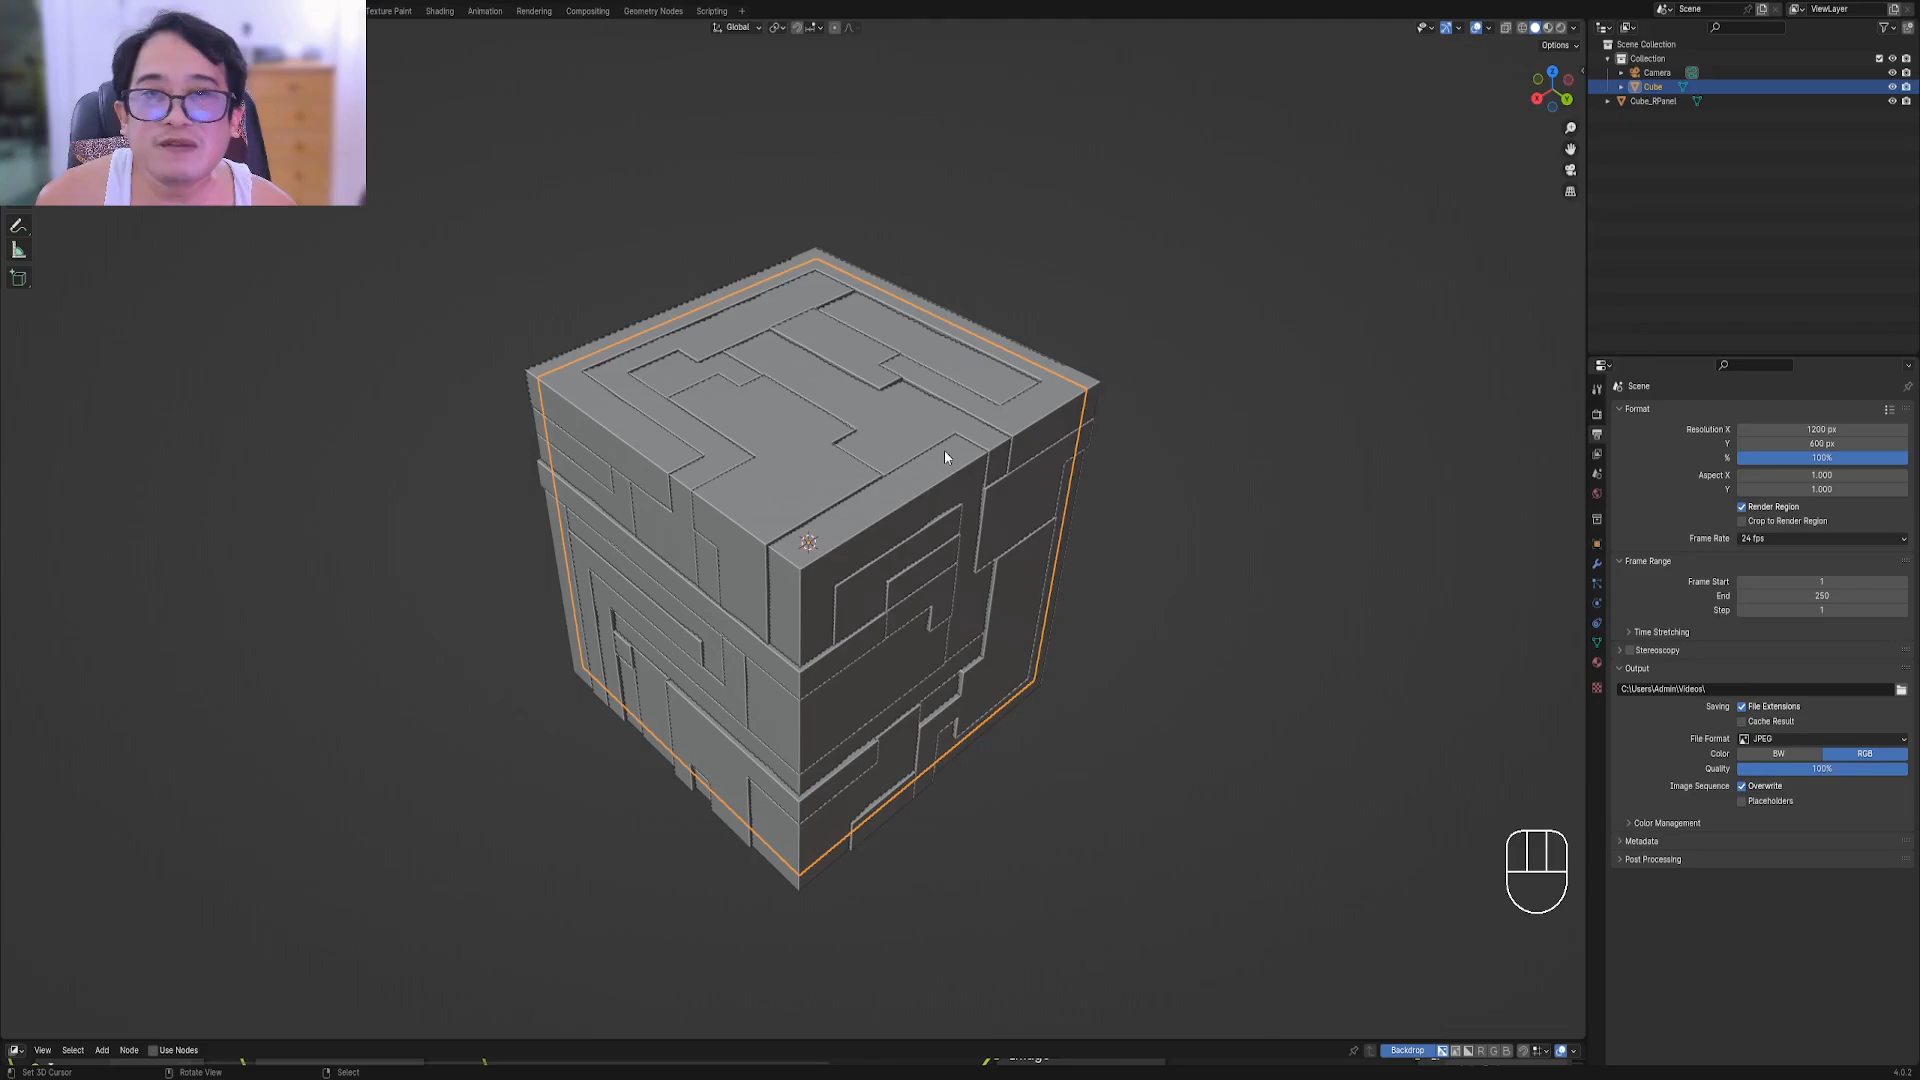 Texture Paint Shading Animation Rendering Compositing Geometry Nodes Scripting +
Scene ViewLayer
Global
Options
Z
X
Y
Scene Collection
Collection
Camera
Cube
Cube_RPanel
Scene
Format
Resolution X 1200 px
Y 600 px
% 100%
Aspect X 1.000
Y 1.000
Render Region
Crop to Render Region
Frame Rate 24 fps
Frame Range
Frame Start 1
End 250
Step 1
Time Stretching
Stereoscopy
Output
C:\Users\Admin\Videos\
Saving File Extensions
Cache Result
File Format JPEG
Color BW RGB
Quality 100%
Image Sequence Overwrite
Placeholders
Color Management
Metadata
Post Processing
View Select Add Node Use Nodes
Backdrop R G B
Set 3D Cursor Rotate View Select 4.0.2